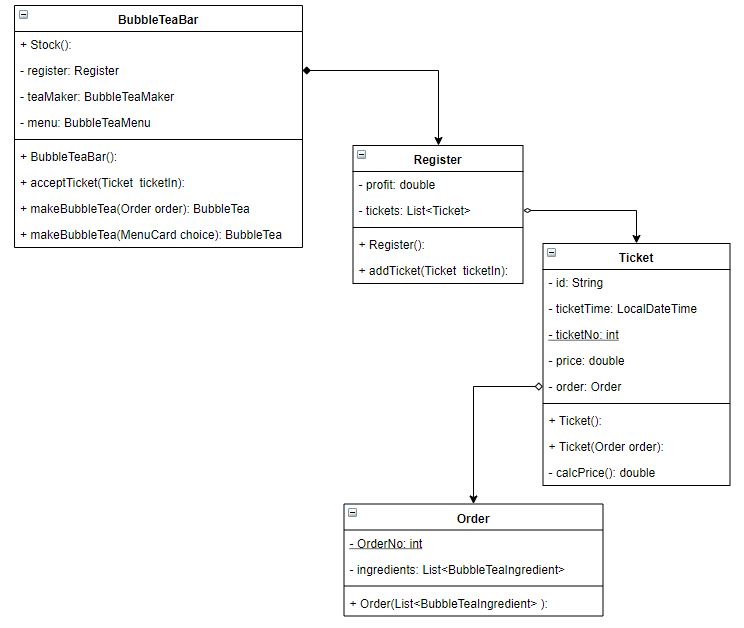 BubbleTeaBar
+ Stock():
- register: Register
- teaMaker: BubbleTeaMaker
- menu: BubbleTeaMenu
+ BubbleTeaBar():
+ acceptTicket(Ticket ticketIn):
+ makeBubbleTea(Order order): BubbleTea
+ makeBubbleTea(MenuCard choice): BubbleTea
Register
- profit: double
- tickets: List<Ticket>
+ Register():
+ addTicket(Ticket ticketIn):
Ticket
- id: String
- ticketTime: LocalDateTime
- ticketNo: int
- price: double
- order: Order
+ Ticket():
+ Ticket(Order order):
- calcPrice(): double
Order
- OrderNo: int
- ingredients: List<BubbleTeaIngredient>
+ Order(List<BubbleTeaIngredient> ):